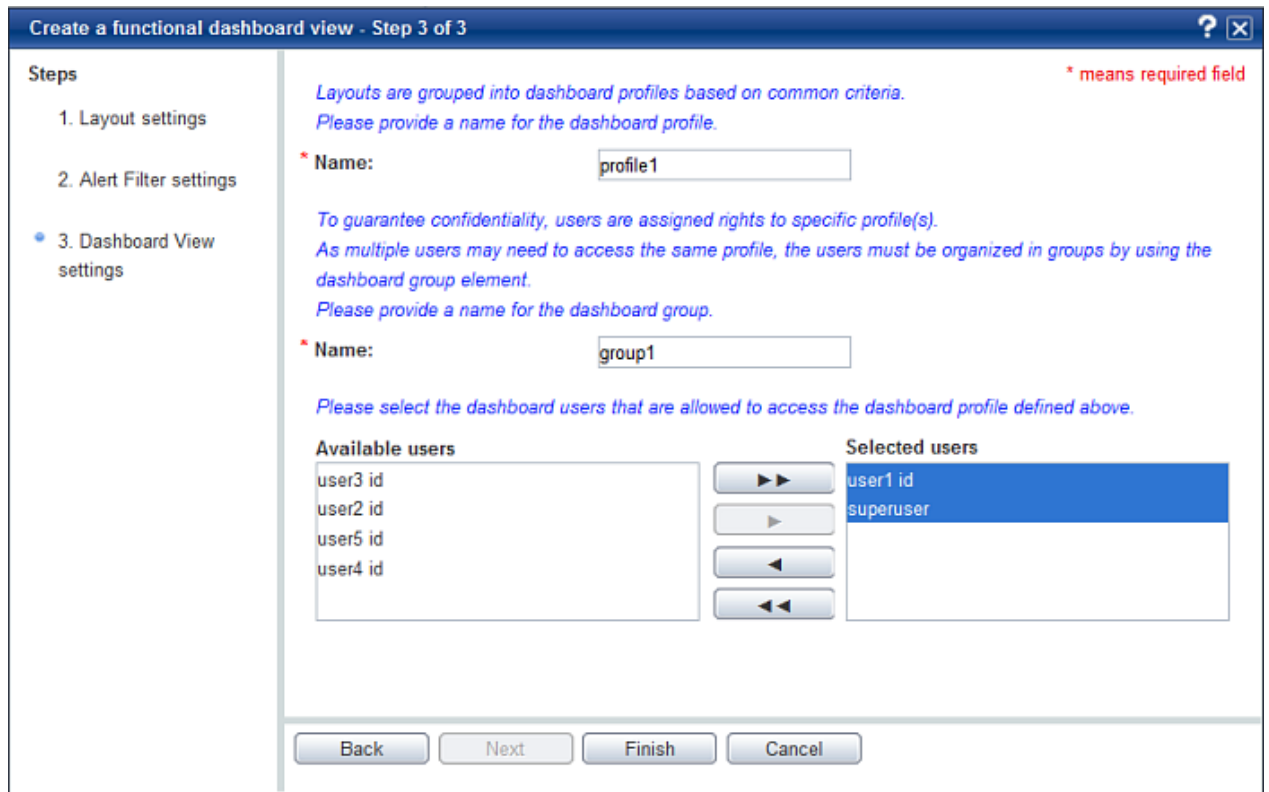 Create a functional dashboard view - Step 3 of 3
?
Steps
1. Layout settings
2. Alert Filter settings
3. Dashboard View
settings
* means required field
Layouts are grouped into dashboard profiles based on common criteria.
Please provide a name for the dashboard profile.
* Name: profile1
To guarantee confidentiality, users are assigned rights to specific profile(s).
As multiple users may need to access the same profile, the users must be organized in groups by using the
dashboard group element.
Please provide a name for the dashboard group.
* Name: group1
Please select the dashboard users that are allowed to access the dashboard profile defined above.
Available users
user3 id
user2 id
user5 id
user4 id
Selected users
user1 id
superuser
Back Next Finish Cancel